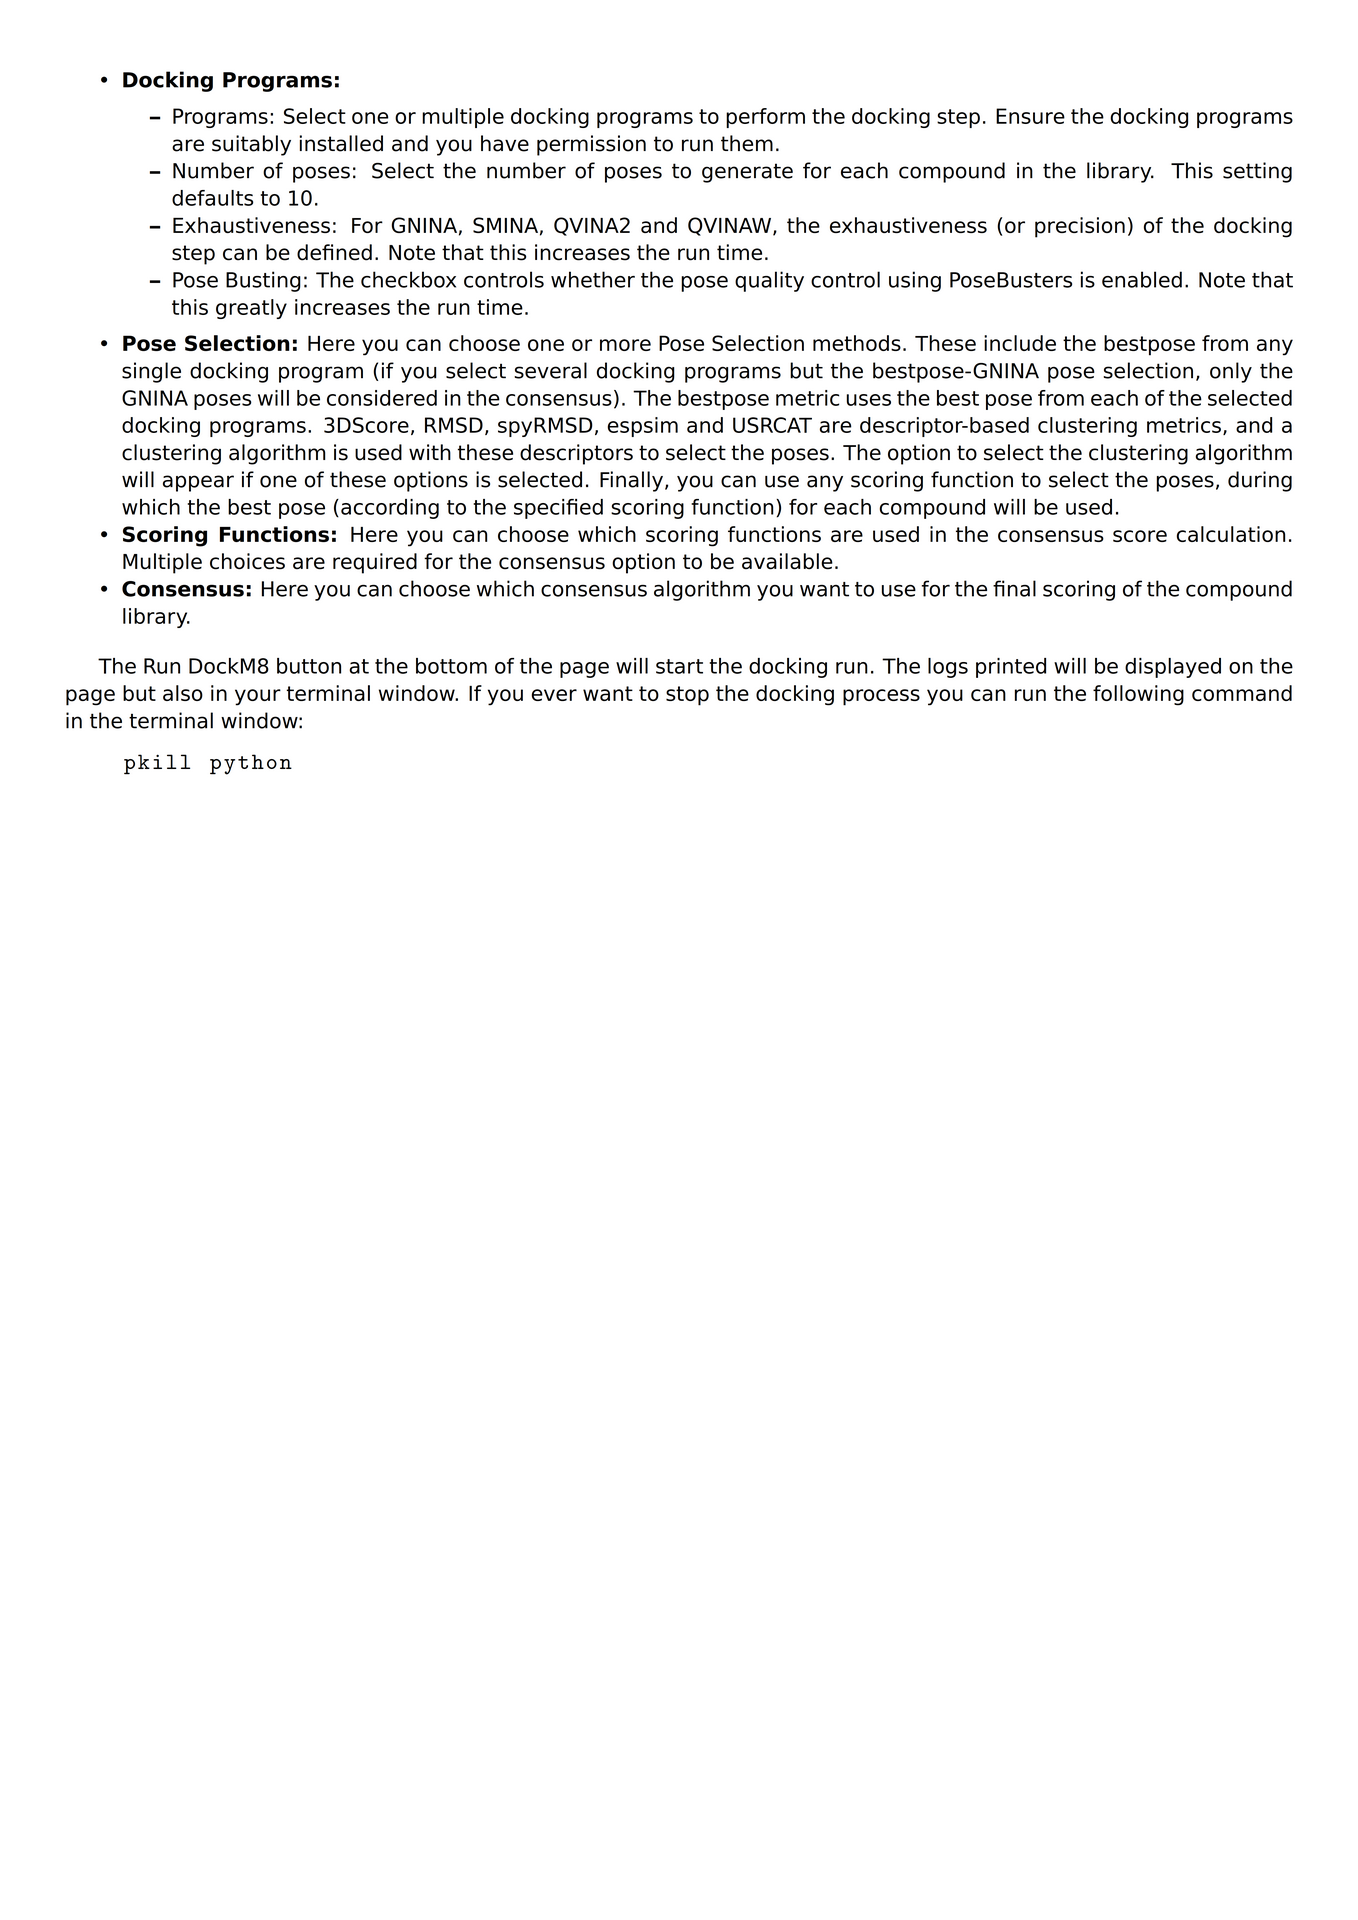 • Docking Programs:
– Programs: Select one or multiple docking programs to perform the docking step. Ensure the docking programs
are suitably installed and you have permission to run them.
– Number of poses: Select the number of poses to generate for each compound in the library. This setting
defaults to 10.
– Exhaustiveness: For GNINA, SMINA, QVINA2 and QVINAW, the exhaustiveness (or precision) of the docking
step can be defined. Note that this increases the run time.
– Pose Busting: The checkbox controls whether the pose quality control using PoseBusters is enabled. Note that
this greatly increases the run time.
• Pose Selection: Here you can choose one or more Pose Selection methods. These include the bestpose from any
single docking program (if you select several docking programs but the bestpose-GNINA pose selection, only the
GNINA poses will be considered in the consensus). The bestpose metric uses the best pose from each of the selected
docking programs. 3DScore, RMSD, spyRMSD, espsim and USRCAT are descriptor-based clustering metrics, and a
clustering algorithm is used with these descriptors to select the poses. The option to select the clustering algorithm
will appear if one of these options is selected. Finally, you can use any scoring function to select the poses, during
which the best pose (according to the specified scoring function) for each compound will be used.
• Scoring Functions: Here you can choose which scoring functions are used in the consensus score calculation.
Multiple choices are required for the consensus option to be available.
• Consensus: Here you can choose which consensus algorithm you want to use for the final scoring of the compound
library.
The Run DockM8 button at the bottom of the page will start the docking run. The logs printed will be displayed on the
page but also in your terminal window. If you ever want to stop the docking process you can run the following command
in the terminal window:
pkill python